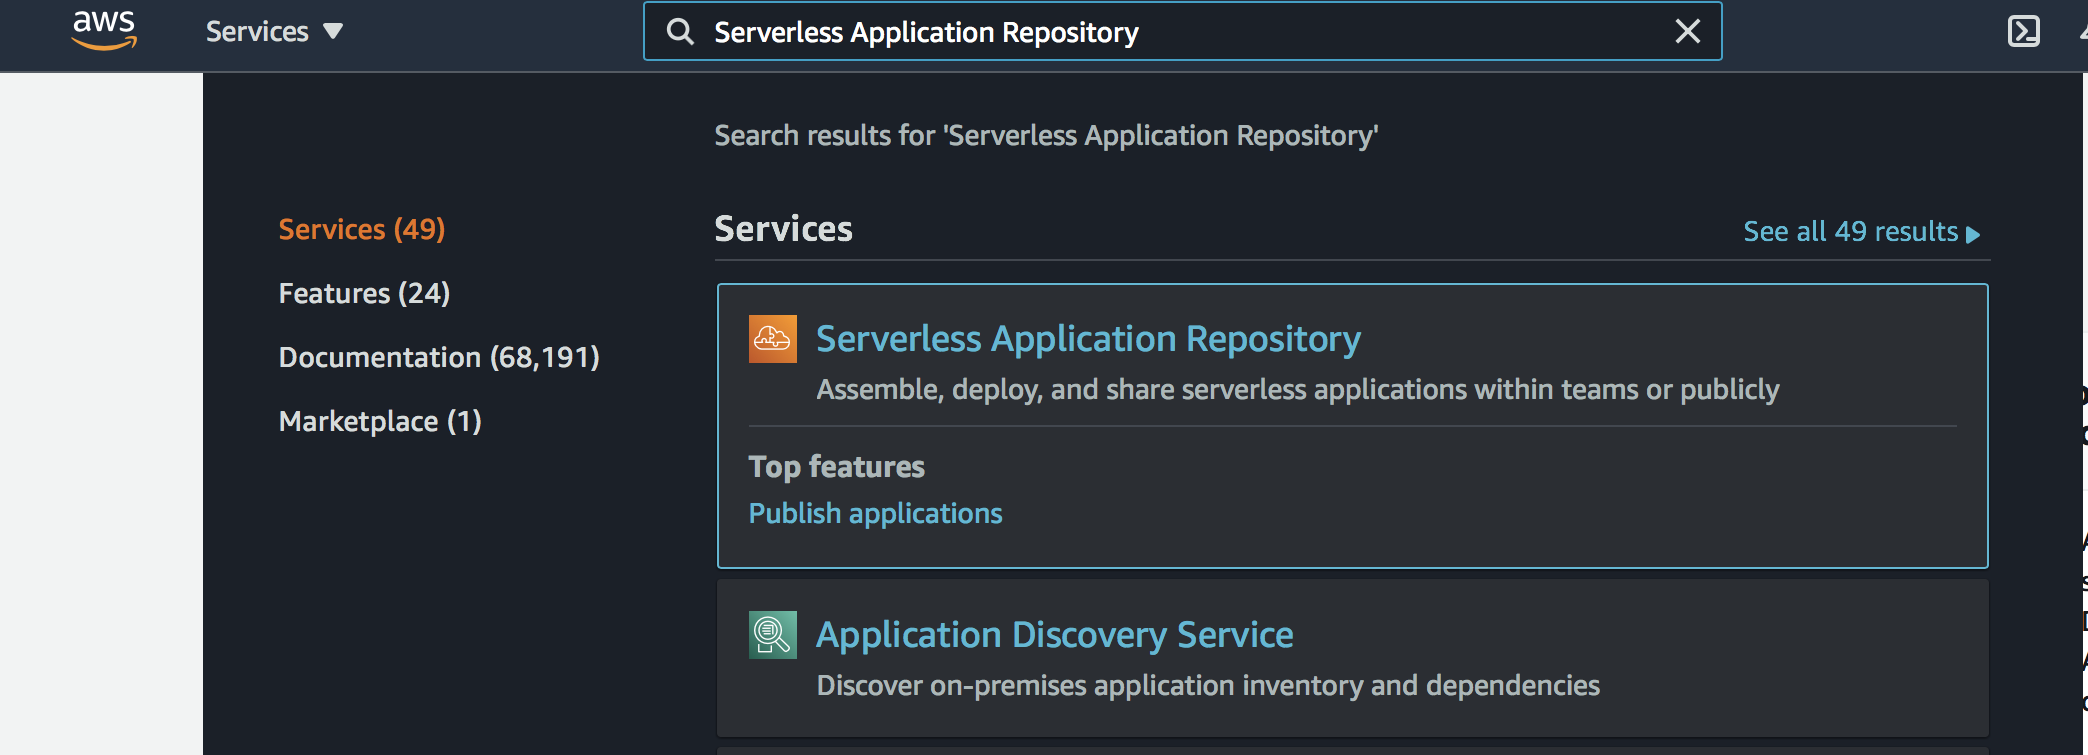 aws
Services
Serverless Application Repository
Search results for 'Serverless Application Repository'
Services (49)
Features (24)
Documentation (68,191)
Marketplace (1)
Services
See all 49 results
Serverless Application Repository
Assemble, deploy, and share serverless applications within teams or publicly
Top features
Publish applications
Application Discovery Service
Discover on-premises application inventory and dependencies